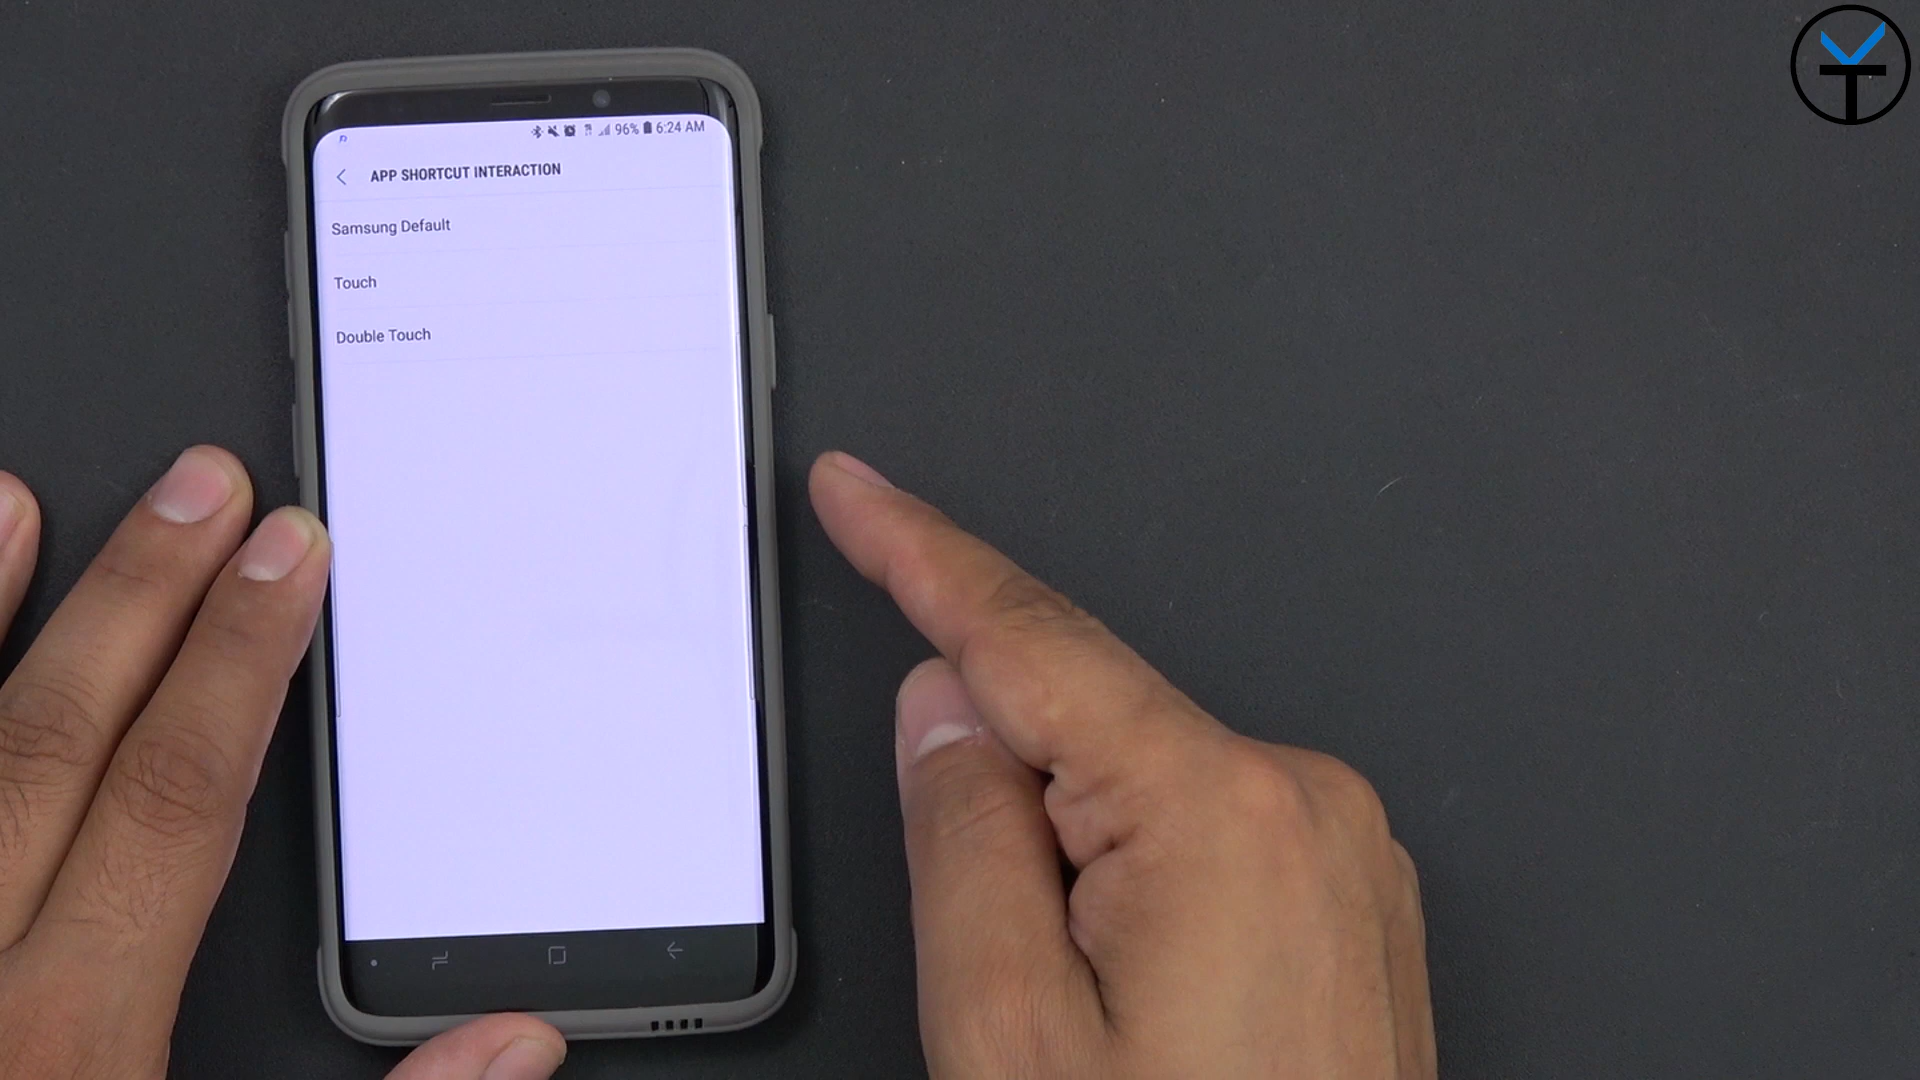 96% 6:24 AM
APP SHORTCUT INTERACTION
Samsung Default
Touch
Double Touch